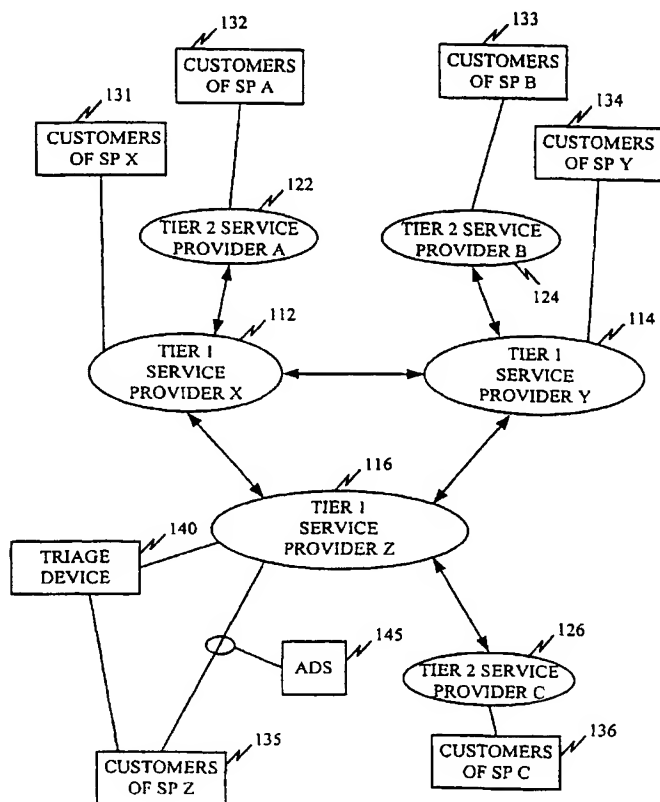 132
CUSTOMERS
OF SP A
133
CUSTOMERS
OF SP B
131
CUSTOMERS
OF SP X
134
CUSTOMERS
OF SP Y
122
TIER 2 SERVICE
PROVIDER A
TIER 2 SERVICE
PROVIDER B
124
112
TIER 1
SERVICE
PROVIDER X
114
TIER 1
SERVICE
PROVIDER Y
116
TIER 1
SERVICE
PROVIDER Z
140
TRIAGE
DEVICE
145
ADS
126
TIER 2 SERVICE
PROVIDER C
135
CUSTOMERS
OF SP Z
136
CUSTOMERS
OF SP C